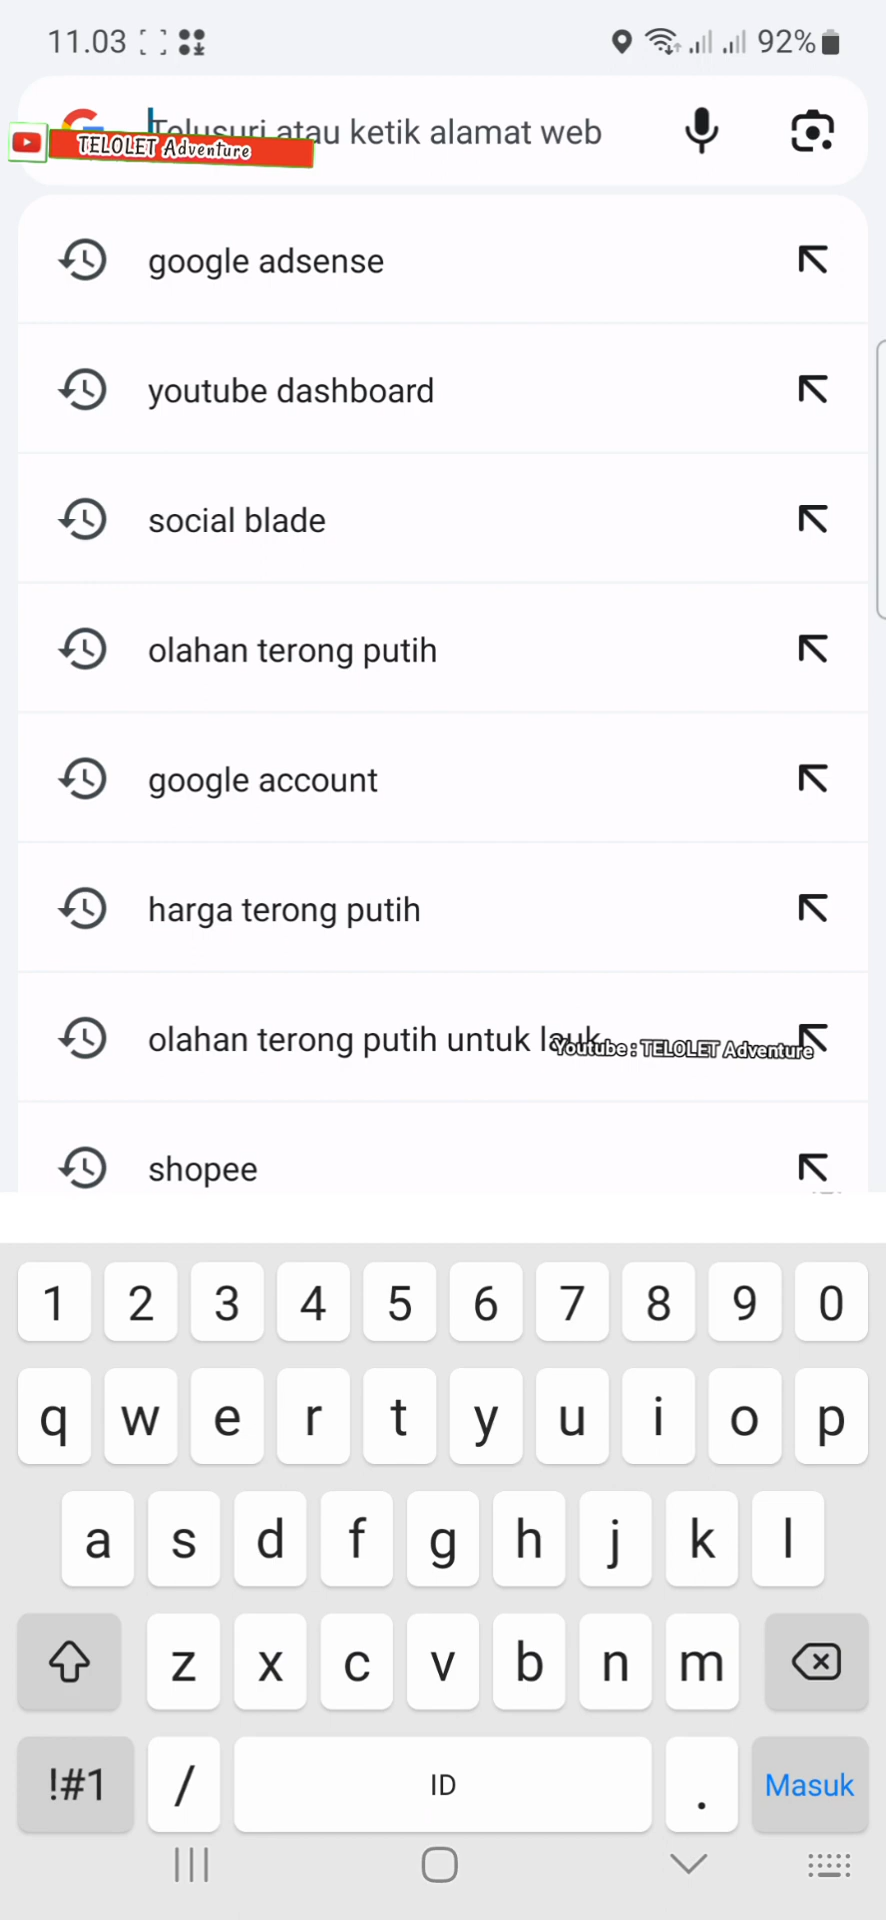 11.03 92%
Telusuri atau ketik alamat web
TELOLET Adventure
google adsense
youtube dashboard
social blade
olahan terong putih
google account
harga terong putih
olahan terong putih untuk lauk
Youtube : TELOLET Adventure
shopee
1 2 3 4 5 6 7 8 9 0
q w e r t y u i o p
a s d f g h j k l
z x c v b n m
!#1 / ID . Masuk